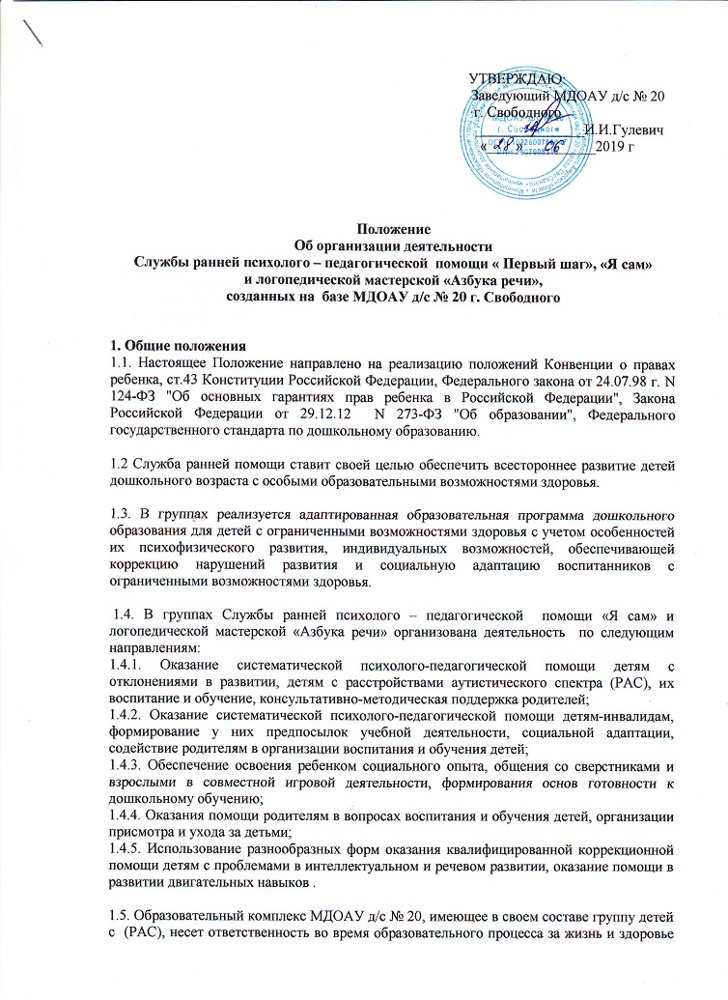 УТВЕРЖДАЮ:
Заведующий МДОАУ д/с № 20
г. Свободного
И.И.Гулевич
« 28 » 06 2019 г
Положение
Об организации деятельности
Службы ранней психолого – педагогической помощи « Первый шаг», «Я сам»
и логопедической мастерской «Азбука речи»,
созданных на базе МДОАУ д/с № 20 г. Свободного
1. Общие положения
1.1. Настоящее Положение направлено на реализацию положений Конвенции о правах
ребенка, ст.43 Конституции Российской Федерации, Федерального закона от 24.07.98 г. N
124-ФЗ "Об основных гарантиях прав ребенка в Российской Федерации", Закона
Российской Федерации от 29.12.12 N 273-ФЗ "Об образовании", Федерального
государственного стандарта по дошкольному образованию.
1.2 Служба ранней помощи ставит своей целью обеспечить всестороннее развитие детей
дошкольного возраста с особыми образовательными возможностями здоровья.
1.3. В группах реализуется адаптированная образовательная программа дошкольного
образования для детей с ограниченными возможностями здоровья с учетом особенностей
их психофизического развития, индивидуальных возможностей, обеспечивающей
коррекцию нарушений развития и социальную адаптацию воспитанников с
ограниченными возможностями здоровья.
1.4. В группах Службы ранней психолого – педагогической помощи «Я сам» и
логопедической мастерской «Азбука речи» организована деятельность по следующим
направлениям:
1.4.1. Оказание систематической психолого-педагогической помощи детям с
отклонениями в развитии, детям с расстройствами аутистического спектра (РАС), их
воспитание и обучение, консультативно-методическая поддержка родителей;
1.4.2. Оказание систематической психолого-педагогической помощи детям-инвалидам,
формирование у них предпосылок учебной деятельности, социальной адаптации,
содействие родителям в организации воспитания и обучения детей;
1.4.3. Обеспечение освоения ребенком социального опыта, общения со сверстниками и
взрослыми в совместной игровой деятельности, формирования основ готовности к
дошкольному обучению;
1.4.4. Оказания помощи родителям в вопросах воспитания и обучения детей, организации
присмотра и ухода за детьми;
1.4.5. Использование разнообразных форм оказания квалифицированной коррекционной
помощи детям с проблемами в интеллектуальном и речевом развитии, оказание помощи в
развитии двигательных навыков .
1.5. Образовательный комплекс МДОАУ д/с № 20, имеющее в своем составе группу детей
с (РАС), несет ответственность во время образовательного процесса за жизнь и здоровье